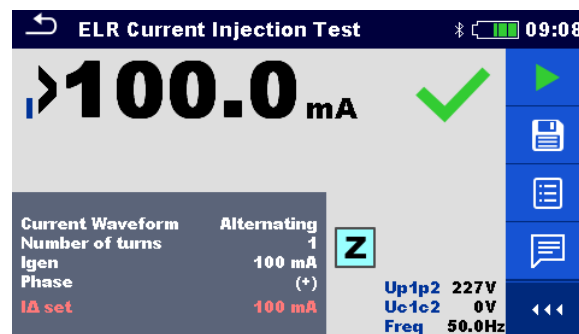 ELR Current Injection Test
09:08
I >100.0 mA
Current Waveform Alternating
Number of turns 1
Igen 100 mA
Phase (+)
IΔ set 100 mA
Z
Up1p2 227V
Uc1c2 0V
Freq 50.0Hz